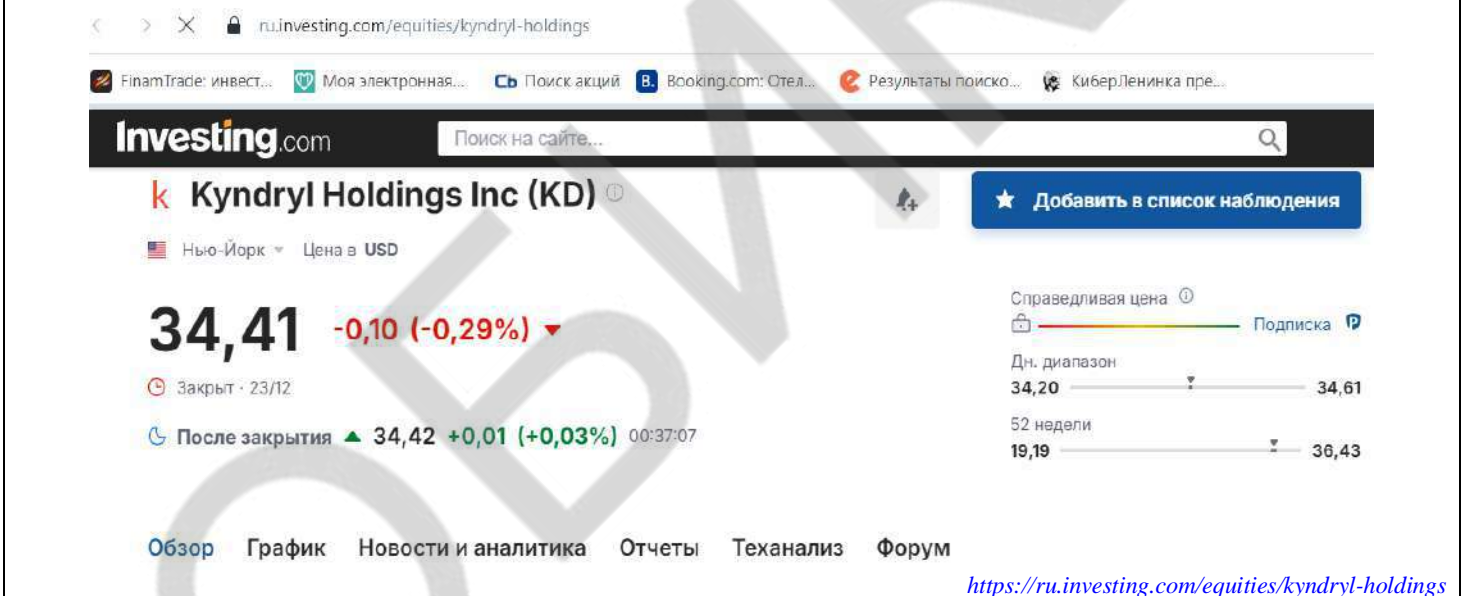 ru.investing.com/equities/kyndryl-holdings
FinamTrade: инвест... Моя электронная... Сb Поиск акций B. Booking.com: Отел... Результаты поиско... КиберЛенинка пре...
Investing.com Поиск на сайте...
k Kyndryl Holdings Inc (KD) Добавить в список наблюдения
Нью-Йорк Цена в USD
Справедливая цена
34,41 -0,10 (-0,29%) Подписка
Дн. диапазон
Закрыт · 23/12 34,20 34,61
52 недели
После закрытия 34,42 +0,01 (+0,03%) 00:37:07
19,19 36,43
Обзор График Новости и аналитика Отчеты Теханализ Форум
https://ru.investing.com/equities/kyndryl-holdings